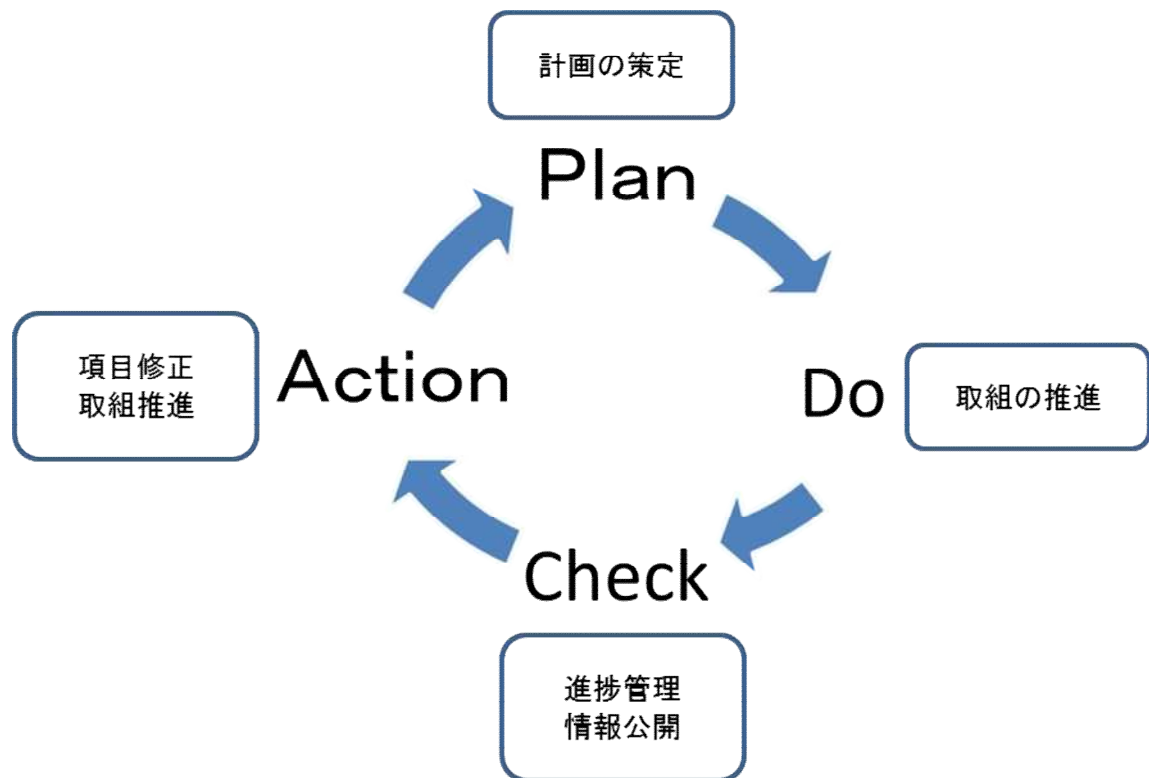 計画の策定
Plan
項目修正
取組推進
Action
Do
取組の推進
Check
進捗管理
情報公開